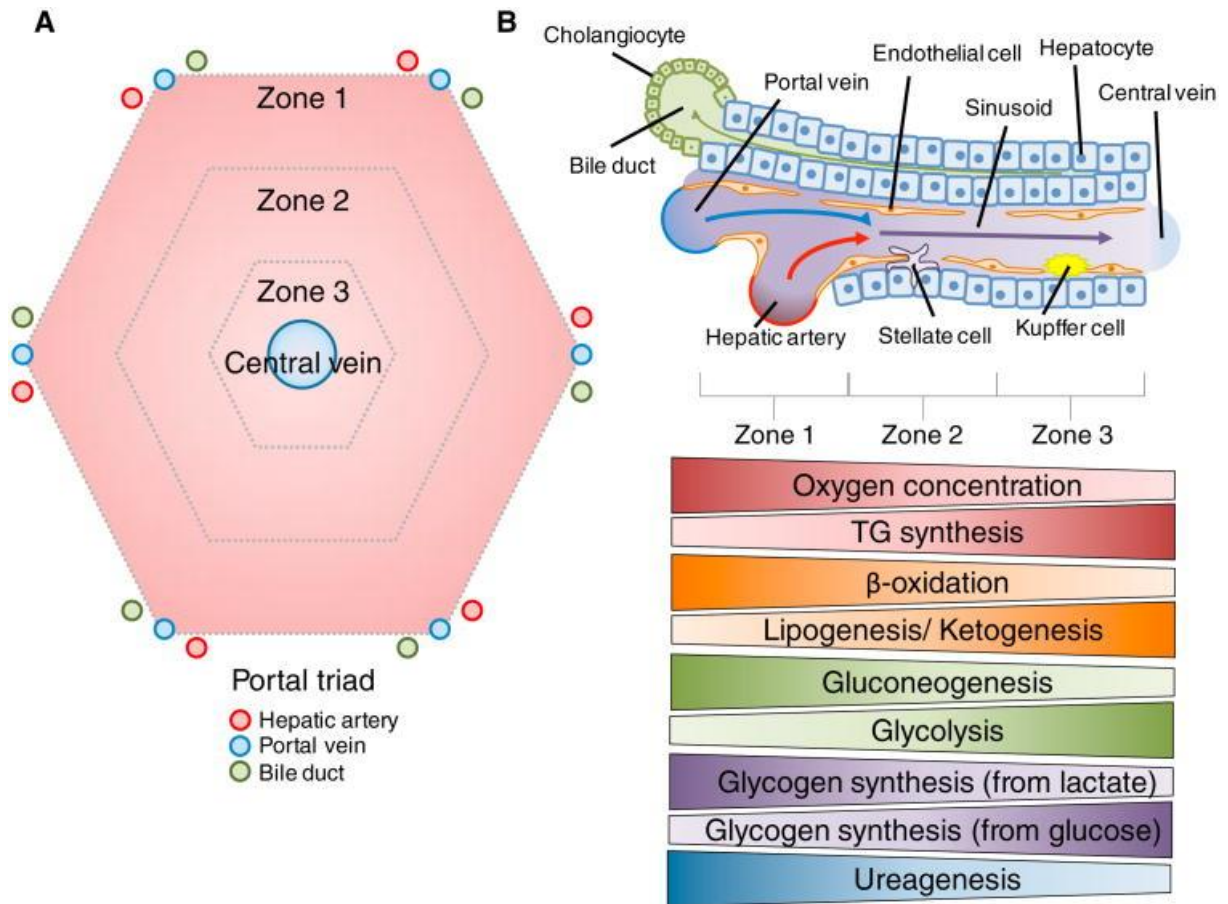 A
Zone 1
Zone 2
Zone 3
Central vein
Portal triad
Hepatic artery
Portal vein
Bile duct
B
Cholangiocyte
Portal vein
Endothelial cell
Hepatocyte
Sinusoid
Central vein
Bile duct
Hepatic artery
Stellate cell
Kupffer cell
Zone 1
Zone 2
Zone 3
Oxygen concentration
TG synthesis
β-oxidation
Lipogenesis/ Ketogenesis
Gluconeogenesis
Glycolysis
Glycogen synthesis (from lactate)
Glycogen synthesis (from glucose)
Ureagenesis